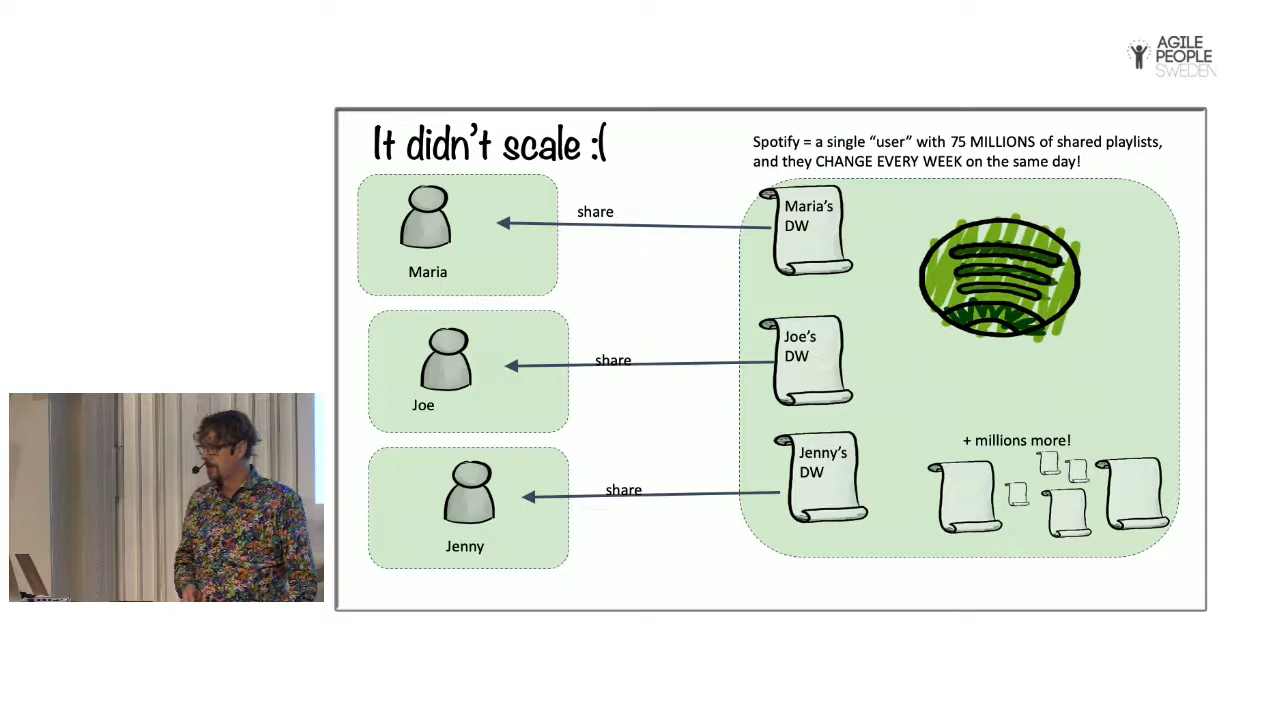 AGILE
PEOPLE
SWEDEN
It didn't scale :(
Spotify = a single “user” with 75 MILLIONS of shared playlists,
and they CHANGE EVERY WEEK on the same day!
Maria
share
Maria’s
DW
Joe
share
Joe’s
DW
Jenny
share
Jenny’s
DW
+ millions more!